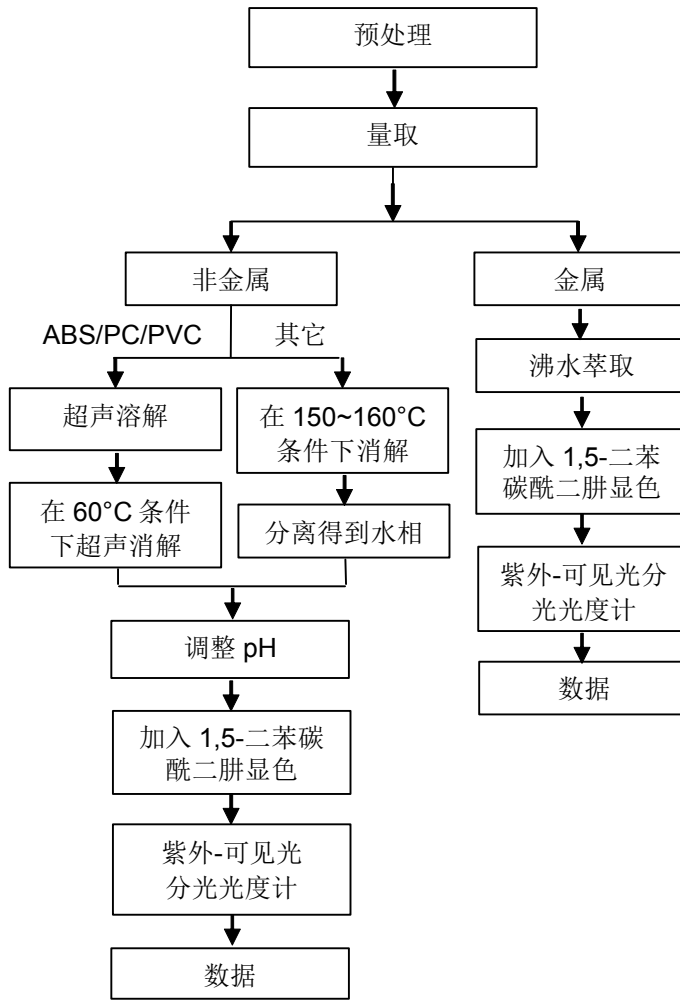 预处理
量取
非金属
金属
ABS/PC/PVC
其它
超声溶解
在 60°C 条件
下超声消解
在 150~160°C
条件下消解
分离得到水相
调整 pH
加入 1,5-二苯碳
酰二肼显色
紫外-可见光
分光光度计
数据
沸水萃取
加入 1,5-二苯
碳酰二肼显色
紫外-可见光分
光光度计
数据